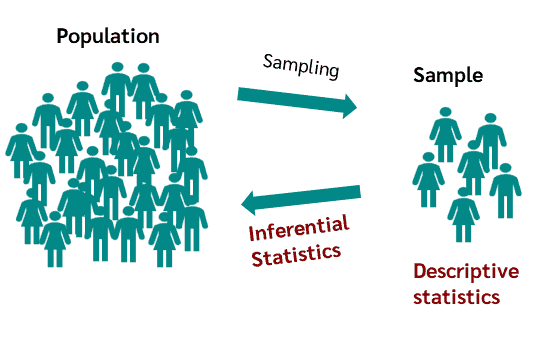 Population
Sampling
Sample
Inferential
Statistics
Descriptive
statistics